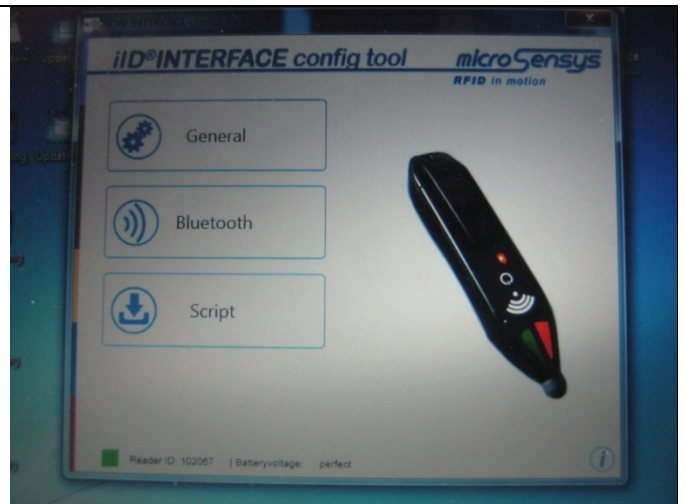 iID®INTERFACE config tool
microSensys
RFID in motion
General
Bluetooth
Script
Reader ID: 102067 | Batteryvoltage: perfect
i